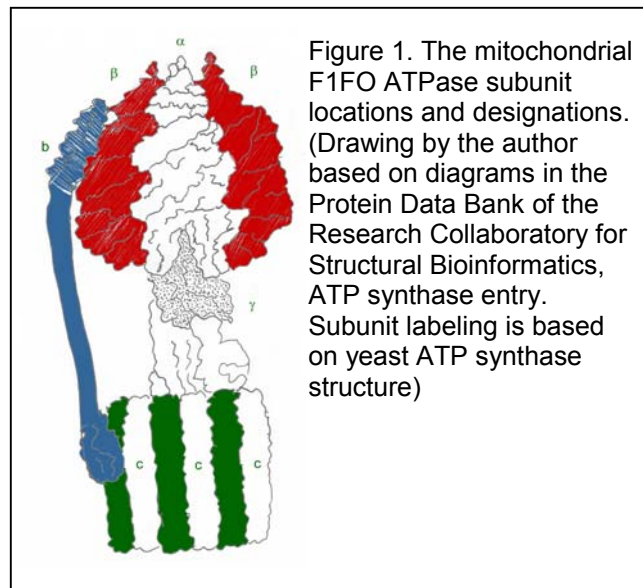 α
β β
b
γ
c c c
Figure 1. The mitochondrial
F1FO ATPase subunit
locations and designations.
(Drawing by the author
based on diagrams in the
Protein Data Bank of the
Research Collaboratory for
Structural Bioinformatics,
ATP synthase entry.
Subunit labeling is based
on yeast ATP synthase
structure)